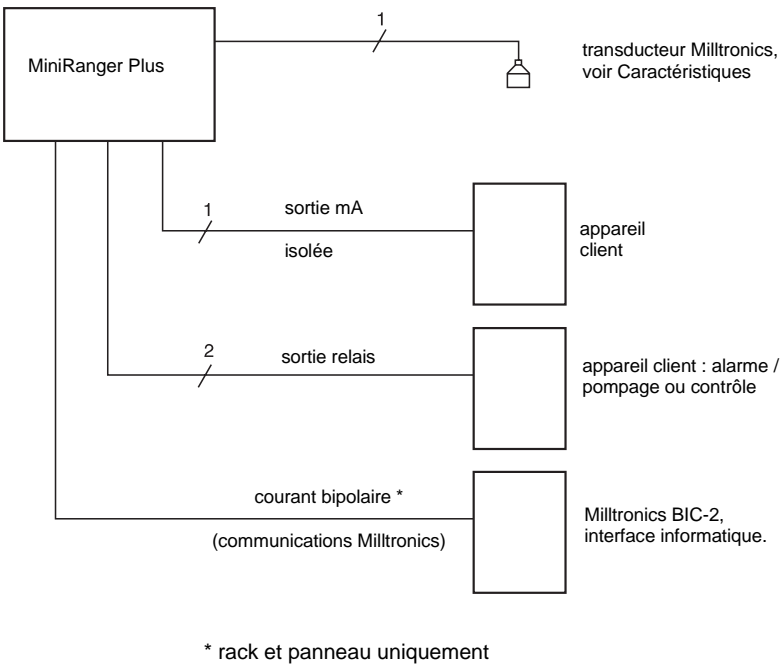 MiniRanger Plus
1
transducteur Milltronics,
voir Caractéristiques
1
sortie mA
isolée
appareil
client
2
sortie relais
appareil client : alarme /
pompage ou contrôle
courant bipolaire *
(communications Milltronics)
Milltronics BIC-2,
interface informatique.
* rack et panneau uniquement